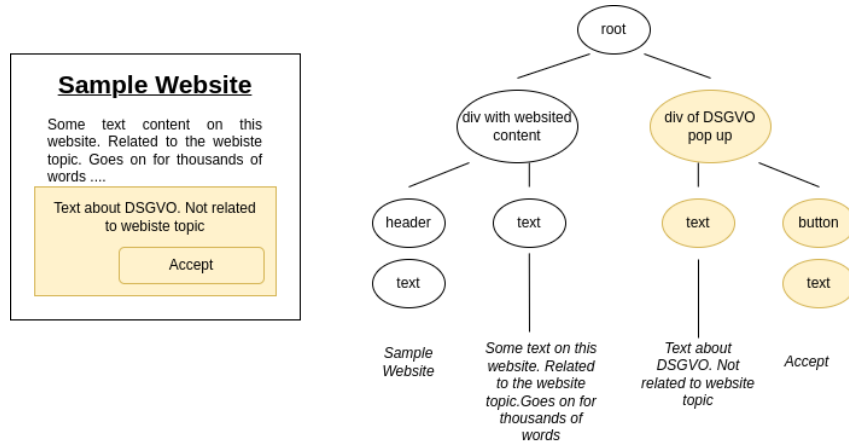 Sample Website
Some text content on this
website. Related to the webiste
topic. Goes on for thousands of
words ....
Text about DSGVO. Not related
to webiste topic
Accept
root
div with websited
content
div of DSGVO
pop up
header
text
text
button
text
text
Sample
Website
Some text on this
website. Related
to the website
topic.Goes on for
thousands of
words
Text about
DSGVO. Not
related to website
topic
Accept